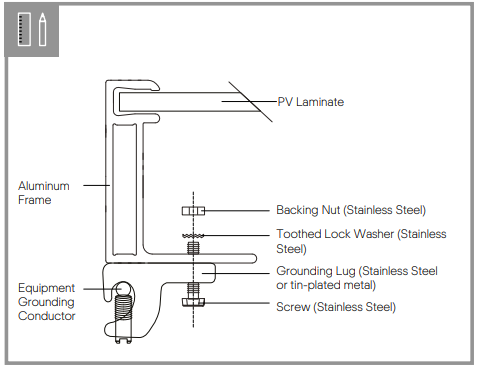 PV Laminate
Aluminum
Frame
Backing Nut (Stainless Steel)
Toothed Lock Washer (Stainless
Steel)
Grounding Lug (Stainless Steel
or tin-plated metal)
Equipment
Grounding
Conductor
Screw (Stainless Steel)